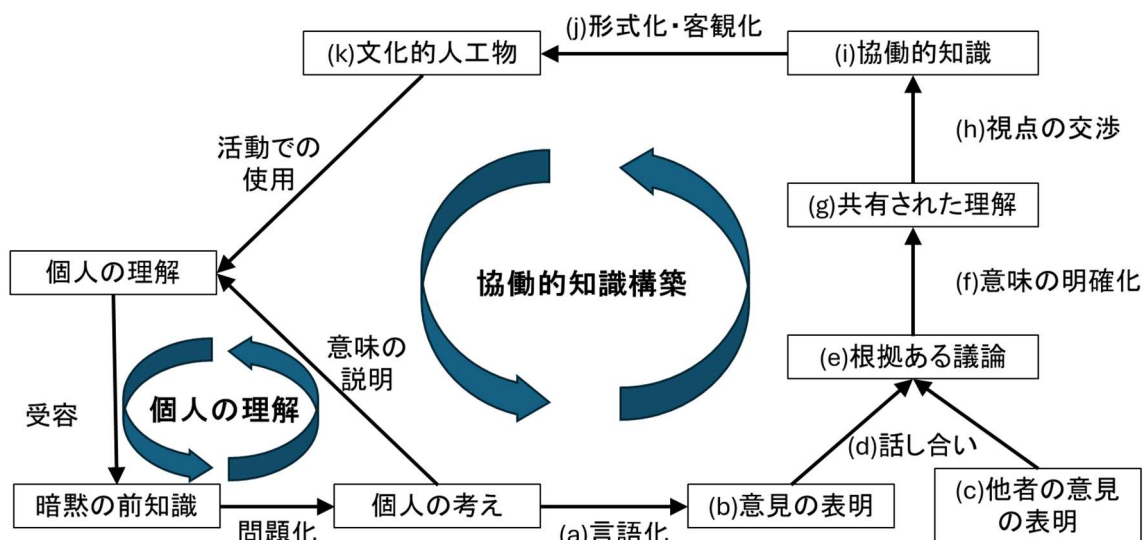 (j)形式化・客観化
(k)文化的人工物
(i)協働的知識
(h)視点の交渉
活動での
使用
(g)共有された理解
個人の理解
協働的知識構築
(f)意味の明確化
意味の
説明
(e)根拠ある議論
受容
個人の理解
(d)話し合い
暗黙の前知識
個人の考え
(b)意見の表明
(c)他者の意見
の表明
問題化
(a)言語化